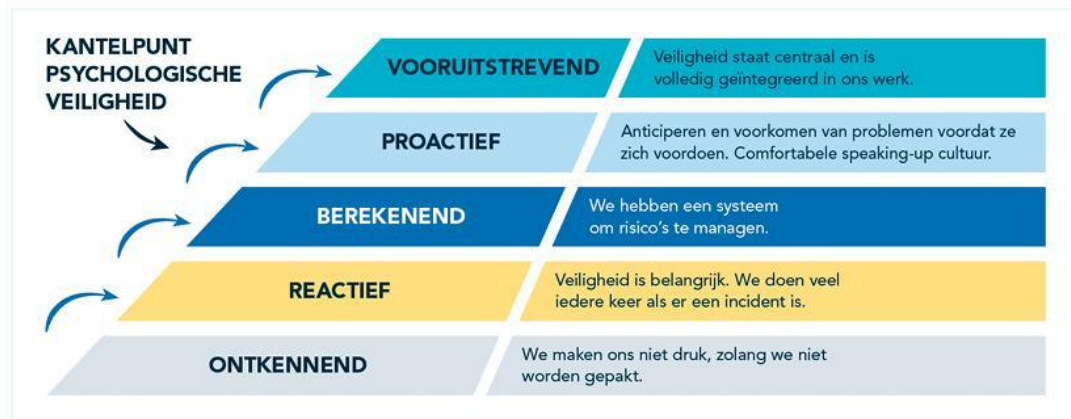 KANTELPUNT
PSYCHOLOGISCHE
VEILIGHEID
VOORUITSTREVEND
Veiligheid staat centraal en is
volledig geïntegreerd in ons werk.
PROACTIEF
Anticiperen en voorkomen van problemen voordat ze
zich voordoen. Comfortabele speaking-up cultuur.
BEREKENEND
We hebben een systeem
om risico's te managen.
REACTIEF
Veiligheid is belangrijk. We doen veel
iedere keer als er een incident is.
ONTKENNEND
We maken ons niet druk, zolang we niet
worden gepakt.